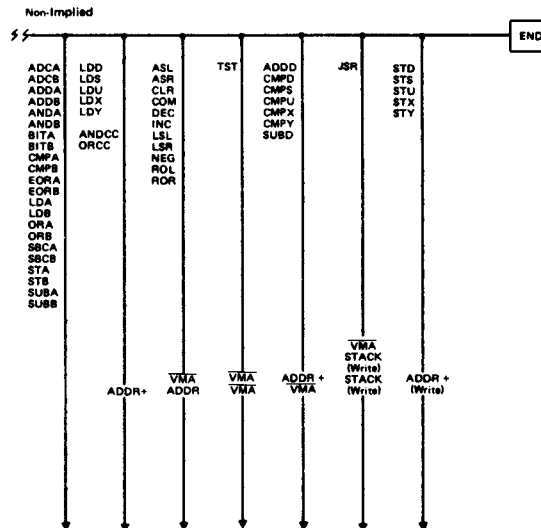 Non-Implied
END
ADCA
ADCB
ADDA
ADDB
ANDA
ANDB
BITA
BITB
CMPA
CMPB
EORA
EORB
LDA
LDB
ORA
ORB
SBCA
SBCB
STA
STB
SUBA
SUBB
LDD
LDS
LDU
LDX
LDY
ANDCC
ORCC
ADDR+
ASL
ASR
CLR
COM
DEC
INC
LSL
LSR
NEG
ROL
ROR
VMA
ADDR
TST
VMA
VMA
ADDD
CMPD
CMPS
CMPU
CMPX
CMPY
SUBD
ADDR +
VMA
JSR
VMA
STACK
(Write)
STACK
(Write)
STD
STS
STU
STX
STY
ADDR +
(Write)